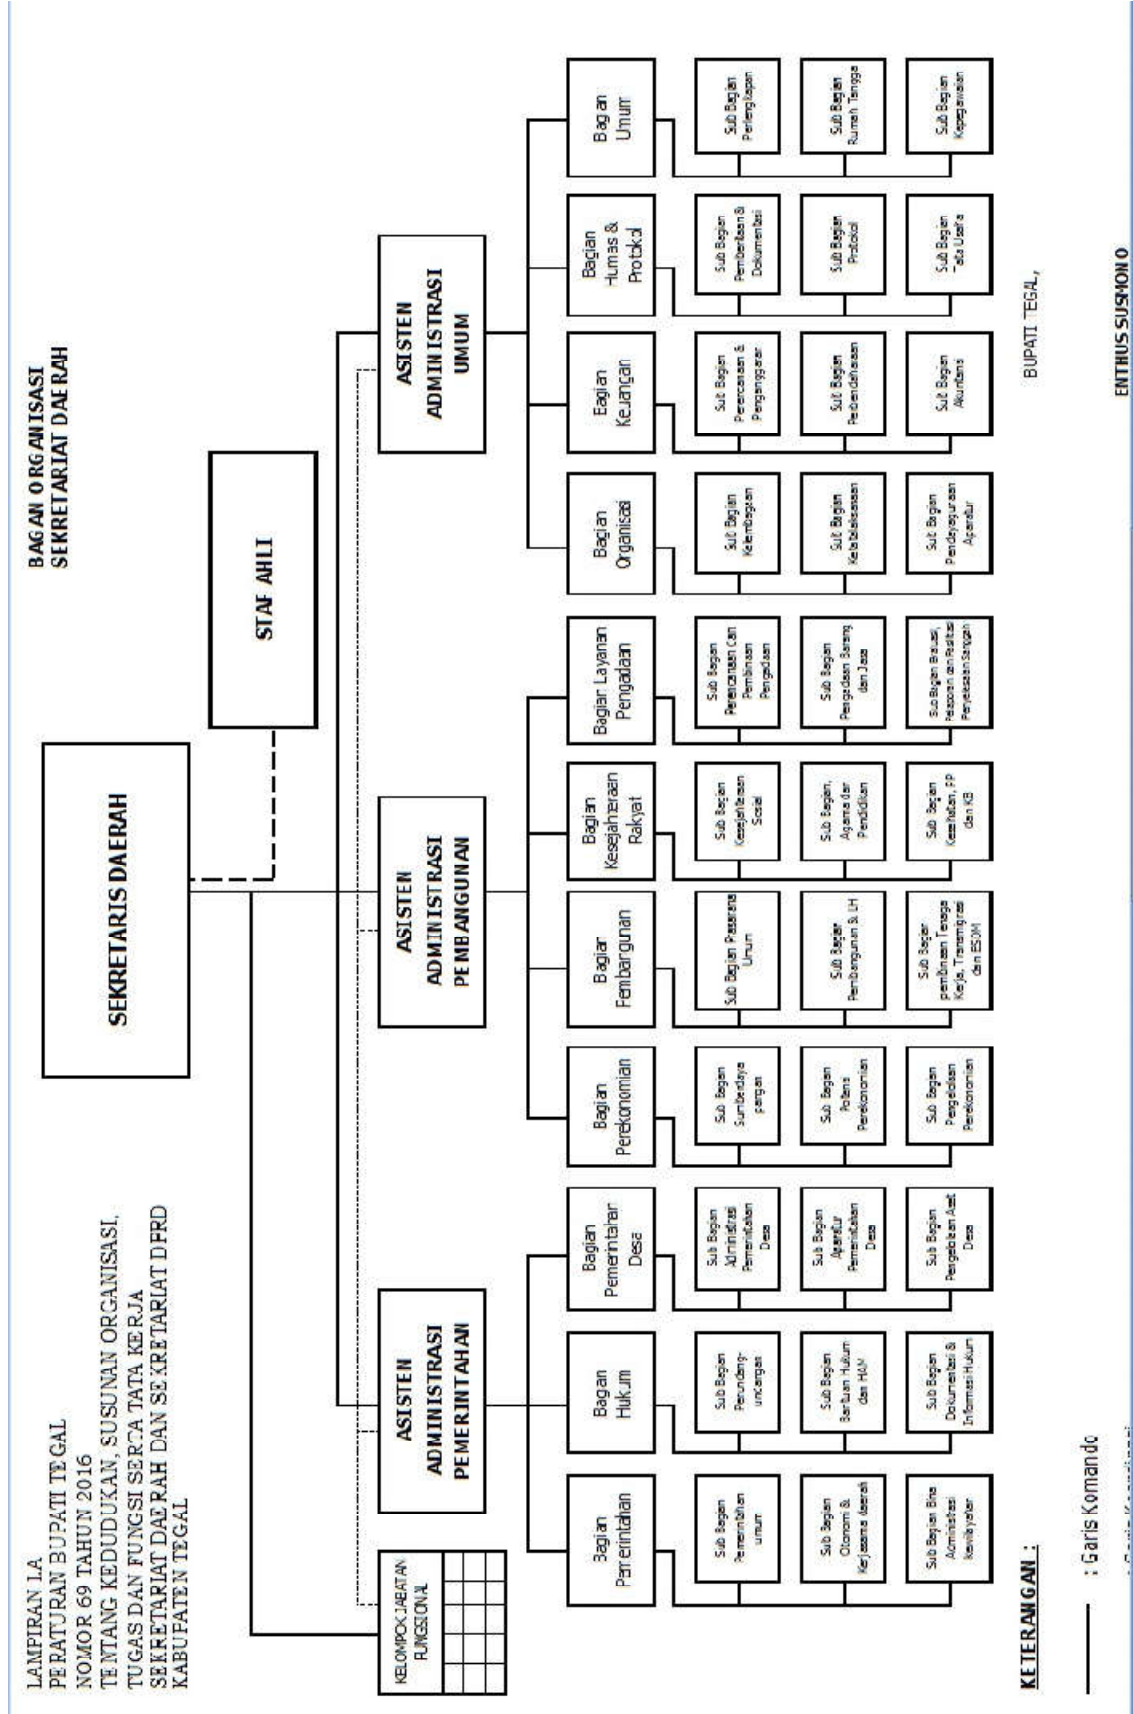 LAMPIRAN I.A
PERATURAN BUPATI TEGAL
NOMOR 69 TAHUN 2016
TENTANG KEDUDUKAN, SUSUNAN ORGANISASI,
TUGAS DAN FUNGSI SERTA TATA KERJA
SEKRETARIAT DAERAH DAN SEKRETARIAT DPRD
KABUPATEN TEGAL
BAGAN ORGANISASI
SEKRETARIAT DAERAH
SEKRETARIS DAERAH
STAF AHLI
KELOMPOK JABATAN
FUNGSIONAL
ASISTEN
ADMINISTRASI
PEMERINTAHAN
ASISTEN
ADMINISTRASI
PEMBANGUNAN
ASISTEN
ADMINISTRASI
UMUM
Bagian
Pemerintahan
Bagan
Hukum
Bagian
Pemerintahan
Desa
Bagian
Perekonomian
Bagian
Pembangunan
Bagian
Kesejahteraan
Rakyat
Bagian Layanan
Pengadaan
Bagian
Organisasi
Bagian
Keuangan
Bagian
Humas &
Protokol
Bagian
Umum
Sub Bagian
Pemerintahan
umum
Sub Bagian
Perundang-
undangan
Sub Bagian
Administrasi
Pemerintahan
Desa
Sub Bagian
Sumberdaya
pangan
Sub Bagian Prasarana
Umum
Sub Bagian
Kesejahteraan
Sosial
Sub Bagian
Perencanaan Dan
Pembinaan
Pengadaan
Sub Bagian
Kelembagaan
Sub Bagian
Perencanaan &
Penganggaran
Sub Bagian
Pemberitaan &
Dokumentasi
Sub Bagian
Perlengkapan
Sub Bagian
Otonomi &
Kerjasama daerah
Sub Bagian
Bantuan Hukum
dan HAM
Sub Bagian
Aparatur
Pemerintahan
Desa
Sub Bagian
Potensi
Perekonomian
Sub Bagian
Pembangunan & LH
Sub Bagian,
Agama dan
Pendidikan
Sub Bagian
Pengadaan Barang
dan Jasa
Sub Bagian
Ketatalaksanaan
Sub Bagian
Perbendaharaan
Sub Bagian
Protokol
Sub Bagian
Rumah Tangga
Sub Bagian Bina
Administrasi
kewilayahan
Sub Bagian
Dokumentasi &
Informasi Hukum
Sub Bagian
Pengelolaan Aset
Desa
Sub Bagian
Pengelolaan
Perekonomian
Sub Bagian
pembinaan Tenaga
Kerja, Transmigrasi
dan ESDM
Sub Bagian
Kesehatan, PP
dan KB
Sub Bagian Evaluasi,
Pelaporan dan Fasilitasi
Penyelesaian Sanggah
Sub Bagian
Pendayagunaan
Aparatur
Sub Bagian
Akuntansi
Sub Bagian
Tata Usaha
Sub Bagian
Kepegawaian
KETERANGAN :
: Garis Komando
BUPATI TEGAL,
ENTHUS SUSMONO